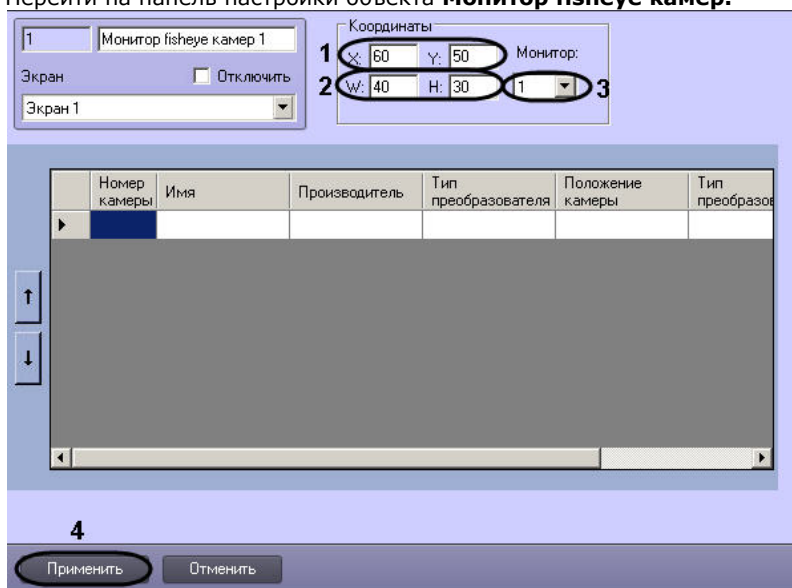 Перейти на панель настройки объекта Монитор fisheye камер.
1 Монитор fisheye камер 1
Экран Отключить
Экран 1
Координаты
1 X: 60 Y: 50 Монитор:
2 W: 40 H: 30 1 3
Номер камеры Имя Производитель Тип преобразователя Положение камеры Тип
4
Применить Отменить